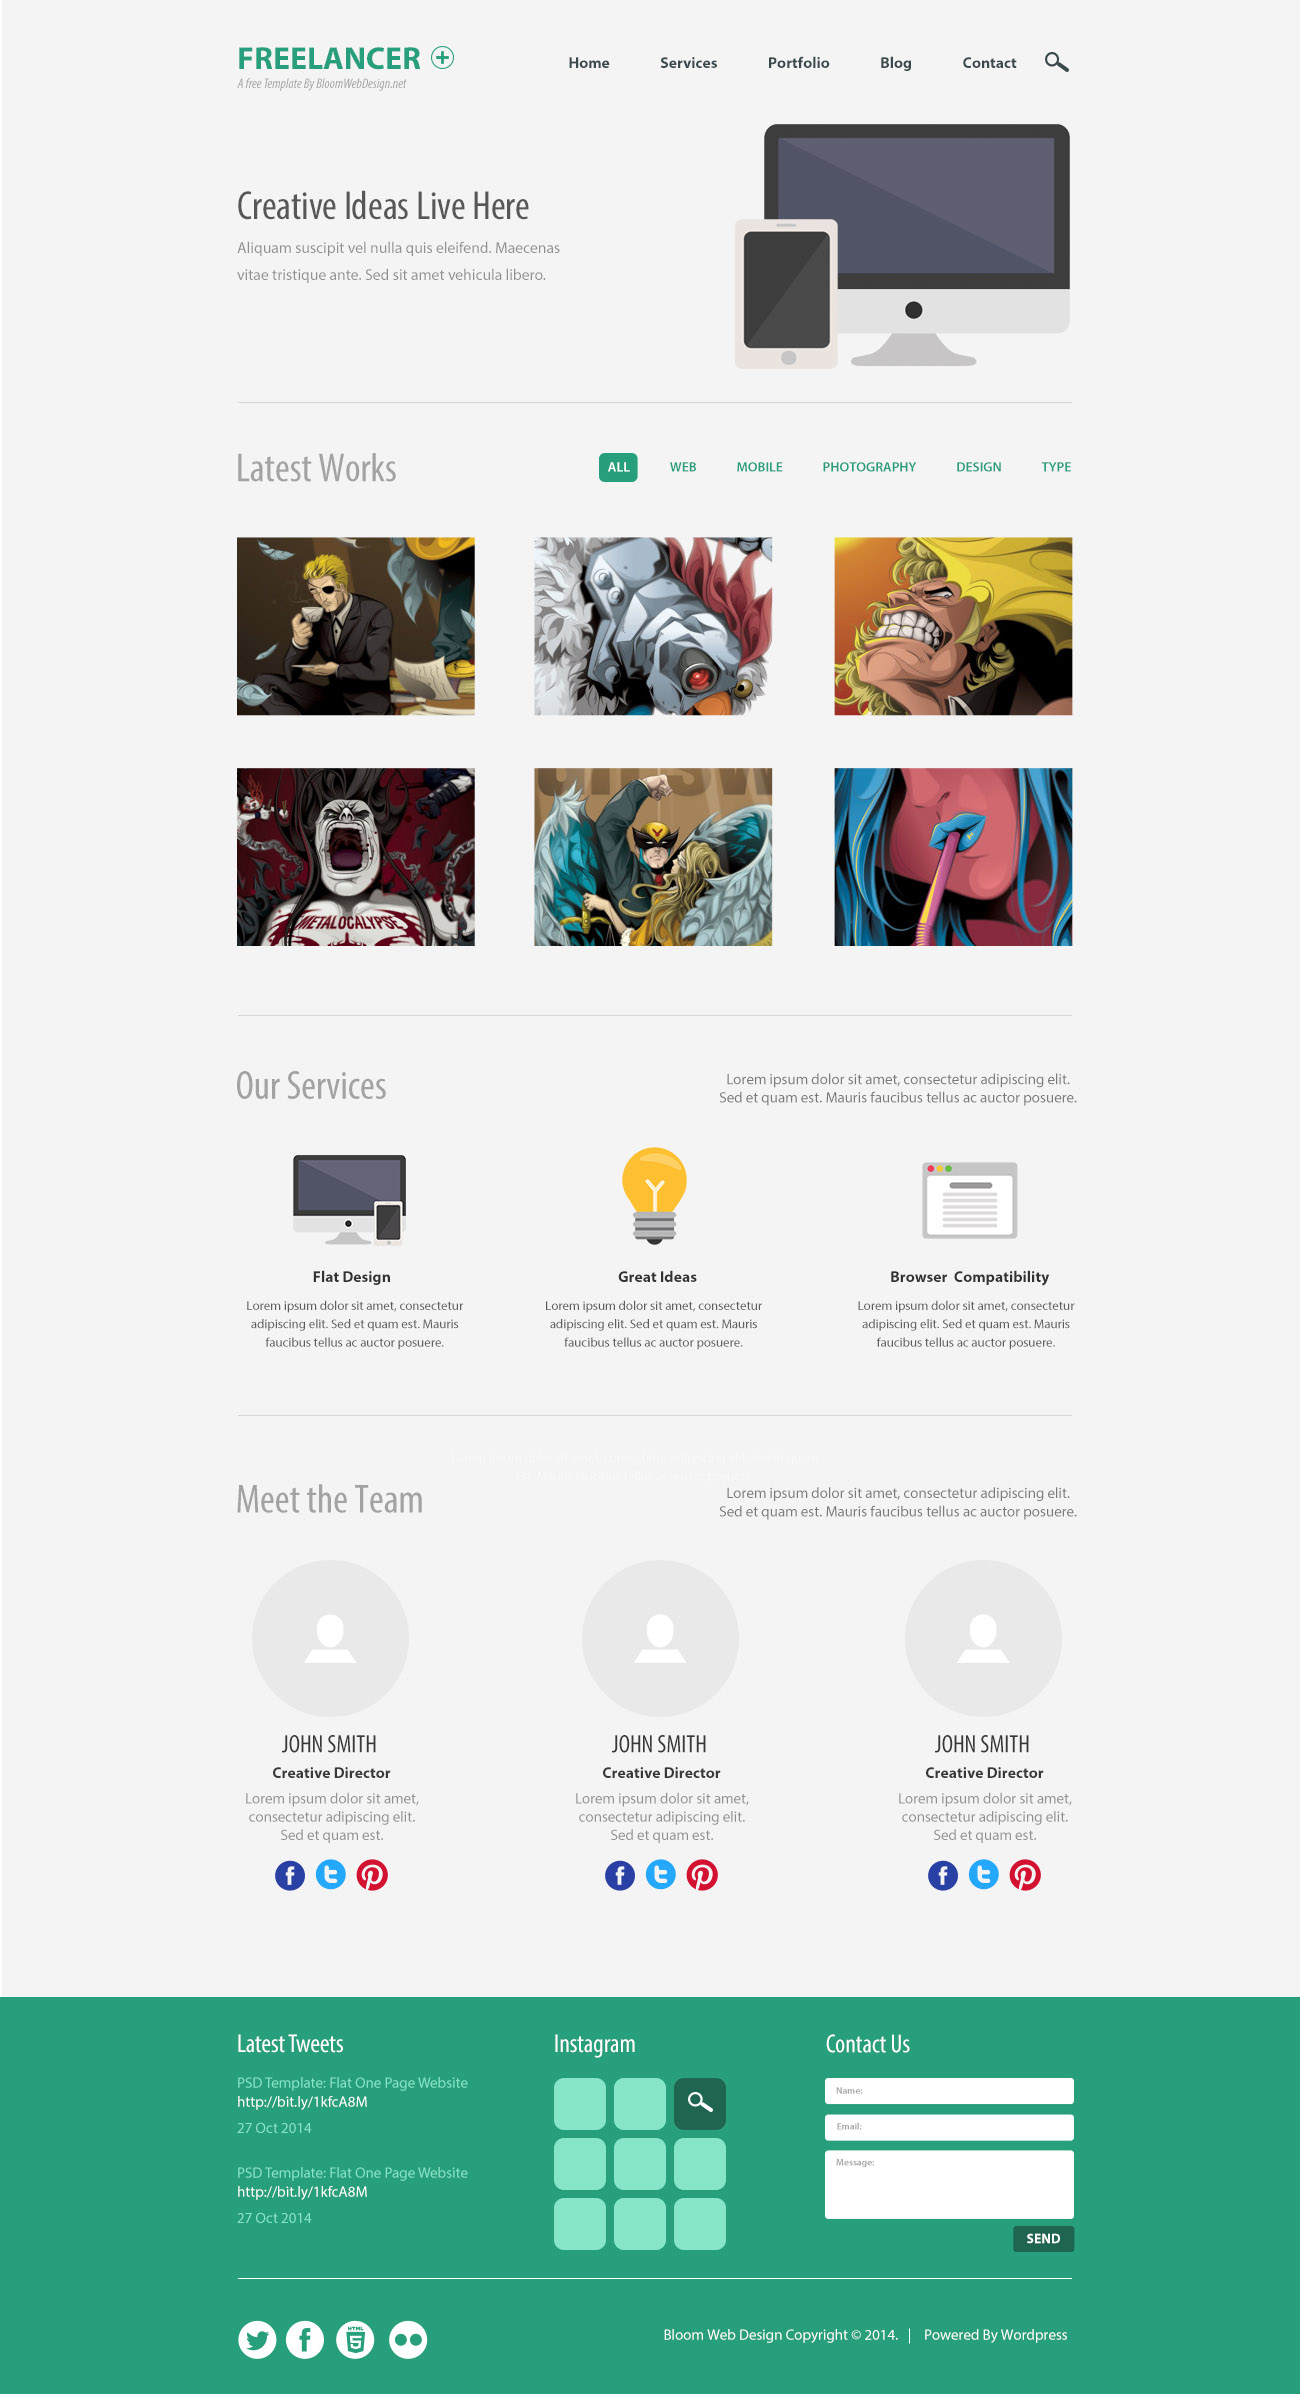 FREELANCER
A free Template By BloomWebDesign.net
Home Services Portfolio Blog Contact
Creative Ideas Live Here
Aliquam suscipit vel nulla quis eleifend. Maecenas
vitae tristique ante. Sed sit amet vehicula libero.
Latest Works
ALL WEB MOBILE PHOTOGRAPHY DESIGN TYPE
METALOCALYPSE
Our Services
Lorem ipsum dolor sit amet, consectetur adipiscing elit.
Sed et quam est. Mauris faucibus tellus ac auctor posuere.
Flat Design
Lorem ipsum dolor sit amet, consectetur
adipiscing elit. Sed et quam est. Mauris
faucibus tellus ac auctor posuere.
Great Ideas
Lorem ipsum dolor sit amet, consectetur
adipiscing elit. Sed et quam est. Mauris
faucibus tellus ac auctor posuere.
Browser Compatibility
Lorem ipsum dolor sit amet, consectetur
adipiscing elit. Sed et quam est. Mauris
faucibus tellus ac auctor posuere.
Lorem ipsum dolor sit amet, consectetur adipiscing elit. Sed et quam
est. Mauris faucibus tellus ac auctor posuere.
Meet the Team
Lorem ipsum dolor sit amet, consectetur adipiscing elit.
Sed et quam est. Mauris faucibus tellus ac auctor posuere.
JOHN SMITH
Creative Director
Lorem ipsum dolor sit amet,
consectetur adipiscing elit.
Sed et quam est.
JOHN SMITH
Creative Director
Lorem ipsum dolor sit amet,
consectetur adipiscing elit.
Sed et quam est.
JOHN SMITH
Creative Director
Lorem ipsum dolor sit amet,
consectetur adipiscing elit.
Sed et quam est.
Latest Tweets
PSD Template: Flat One Page Website
http://bit.ly/1kfcA8M
27 Oct 2014
PSD Template: Flat One Page Website
http://bit.ly/1kfcA8M
27 Oct 2014
Instagram
Contact Us
Name:
Email:
Message:
SEND
HTML
5
Bloom Web Design Copyright © 2014. | Powered By Wordpress